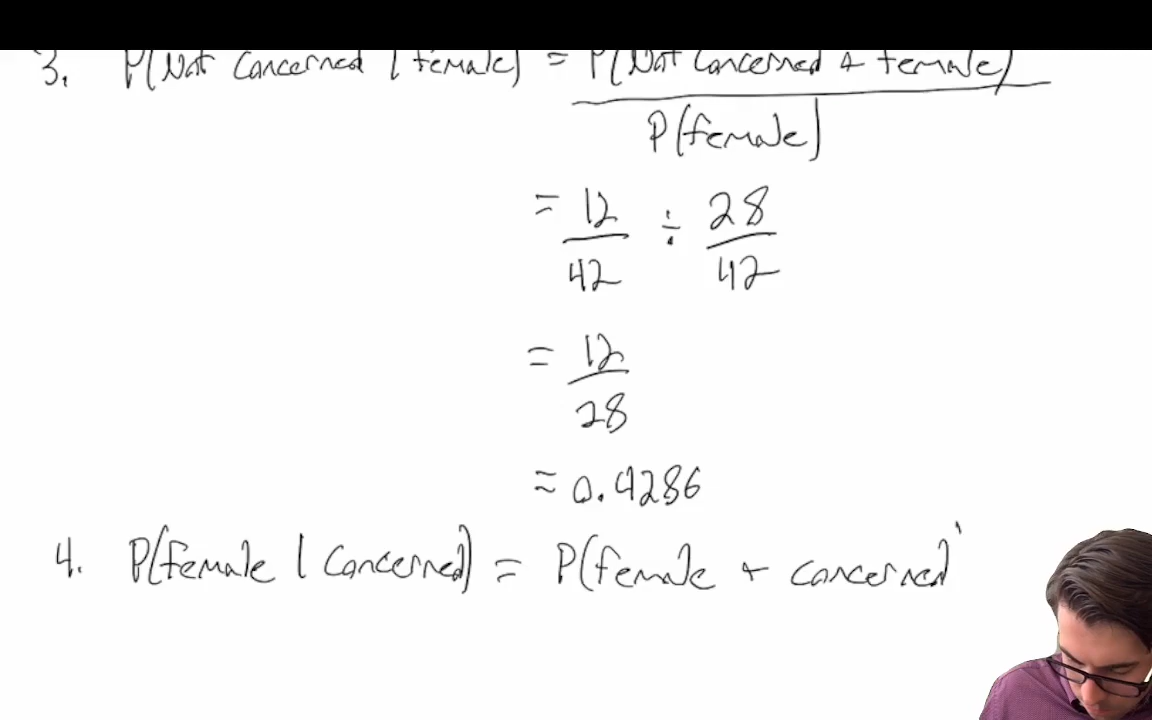 3. P(Not Concerned | female) = P(Not Concerned + female)
P(female)
= 12/42 ÷ 28/42
= 12/28
≈ 0.4286
4. P(female | Concerned) = P(female + concerned)